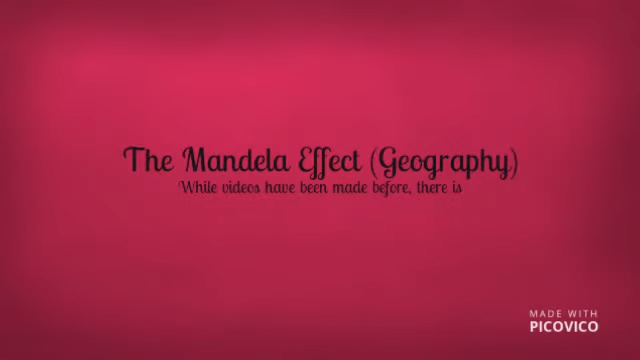 The Mandela Effect (Geography)
While videos have been made before, there is
MADE WITH
PICOVICO